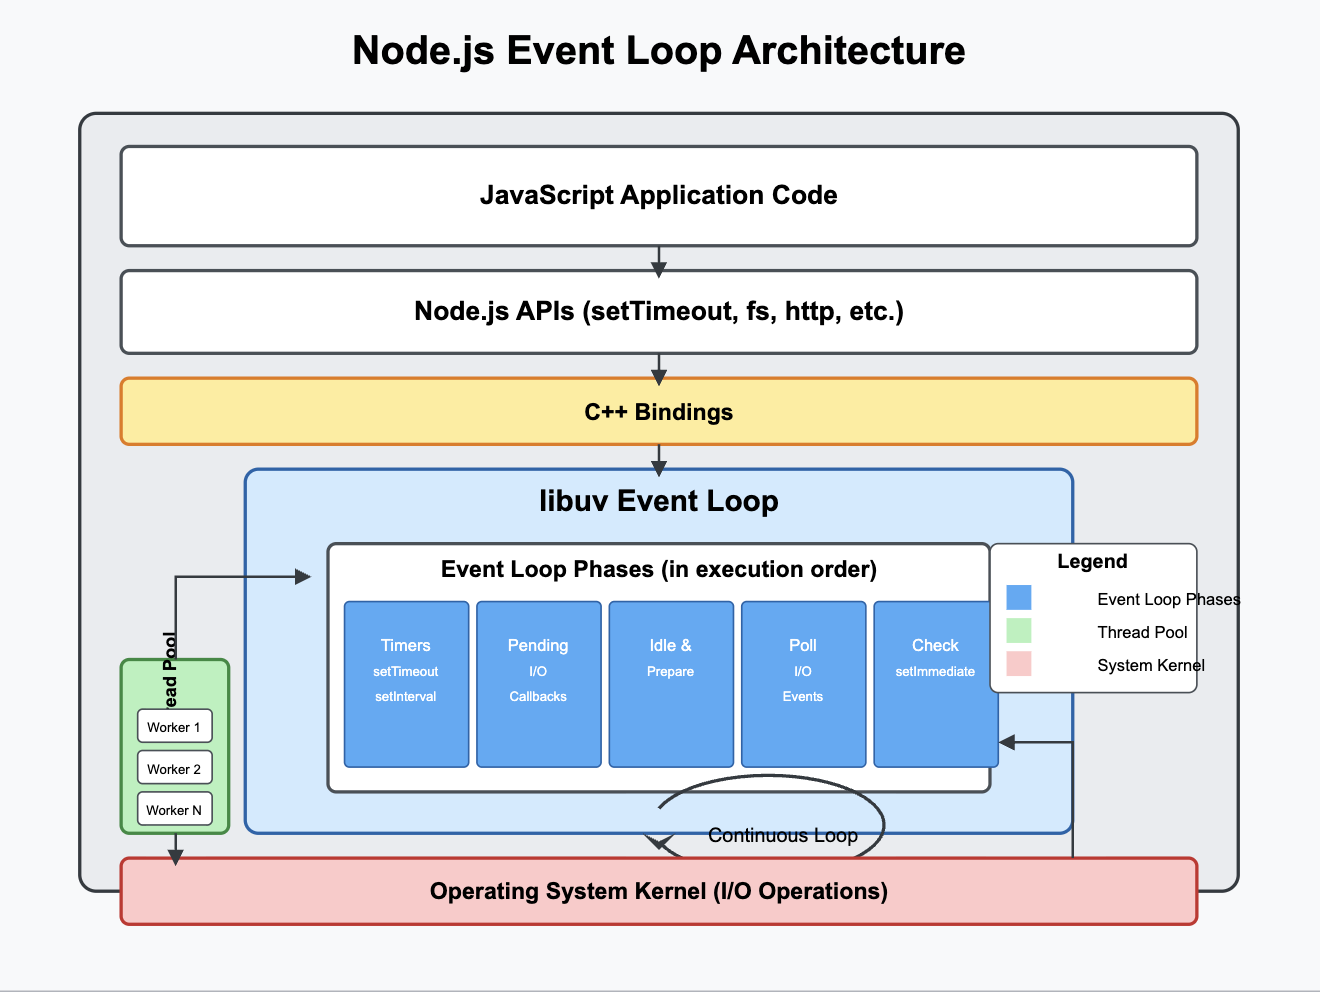 Node.js Event Loop Architecture
JavaScript Application Code
Node.js APIs (setTimeout, fs, http, etc.)
C++ Bindings
libuv Event Loop
Event Loop Phases (in execution order)
Timers
setTimeout
setInterval
Pending
I/O
Callbacks
Idle &
Prepare
Poll
I/O
Events
Check
setImmediate
Legend
Event Loop Phases
Thread Pool
System Kernel
Pool
Worker 1
Worker 2
Worker N
Continuous Loop
Operating System Kernel (I/O Operations)